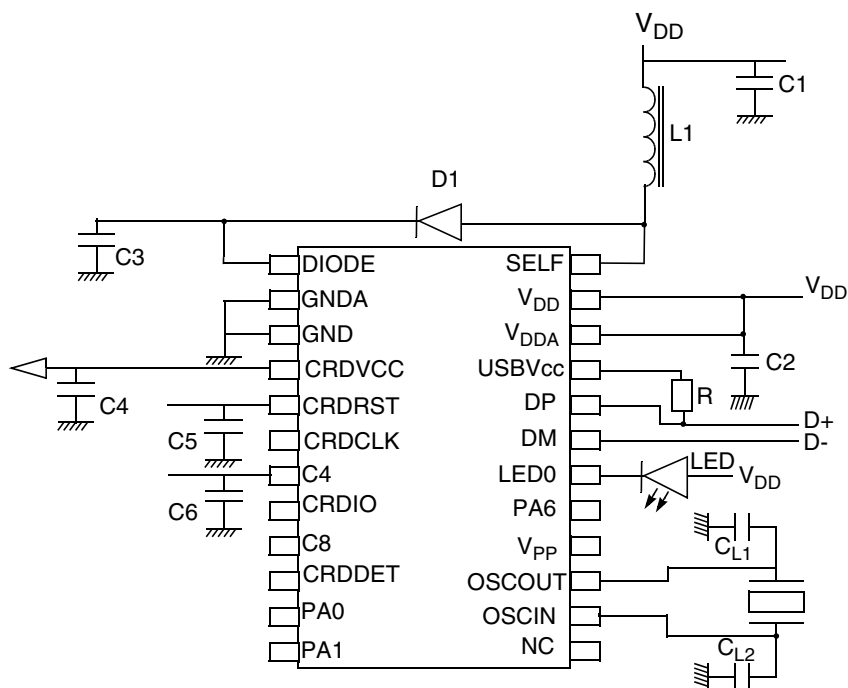 VDD
C1
L1
D1
C3
DIODE SELF
GNDA VDD VDD
GND VDDA
C2
CRDVCC USBVcc
C4 R
CRDRST DP D+
C5 CRDCLK DM D-
C4 LED0 LED VDD
C6 CRDIO PA6
C8 VPP CL1
CRDDET OSCOUT
PA0 OSCIN
PA1 NC CL2